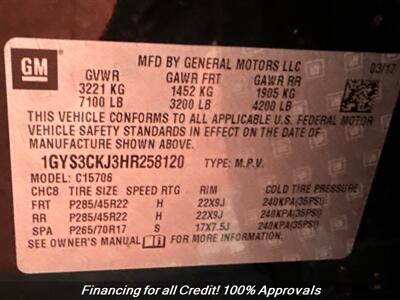 GM
MFD BY GENERAL MOTORS LLC
03/17
GVWR GAWR FRT GAWR RR
3221 KG 1452 KG 1905 KG
7100 LB 3200 LB 4200 LB
THIS VEHICLE CONFORMS TO ALL APPLICABLE U.S. FEDERAL MOTOR
VEHICLE SAFETY AND THEFT PREVENTION
STANDARDS IN EFFECT ON THE DATE OF
MANUFACTURE SHOWN ABOVE.
1GYS3CKJ3HR258120 TYPE: M.P.V.
MODEL: C15706
CHC8 TIRE SIZE SPEED RTG RIM COLD TIRE PRESSURE
FRT P285/45R22 H 22X9J 240KPA(35PSI)
RR P285/45R22 H 22X9J 240KPA(35PSI)
SPA P265/70R17 S 17X7.5J 240KPA(35PSI)
SEE OWNER'S MANUAL FOR MORE INFORMATION.
Financing for all Credit! 100% Approvals